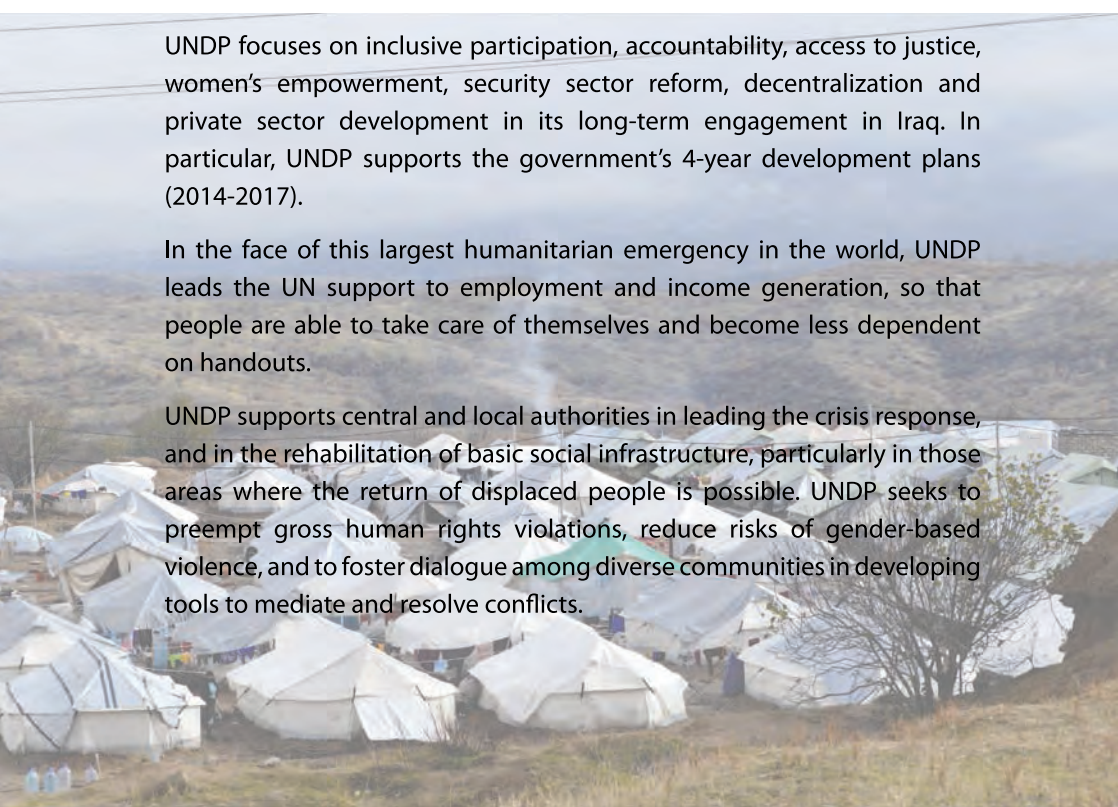 UNDP focuses on inclusive participation, accountability, access to justice,
women’s empowerment, security sector reform, decentralization and
private sector development in its long-term engagement in Iraq. In
particular, UNDP supports the government’s 4-year development plans
(2014-2017).
In the face of this largest humanitarian emergency in the world, UNDP
leads the UN support to employment and income generation, so that
people are able to take care of themselves and become less dependent
on handouts.
UNDP supports central and local authorities in leading the crisis response,
and in the rehabilitation of basic social infrastructure, particularly in those
areas where the return of displaced people is possible. UNDP seeks to
preempt gross human rights violations, reduce risks of gender-based
violence, and to foster dialogue among diverse communities in developing
tools to mediate and resolve conflicts.